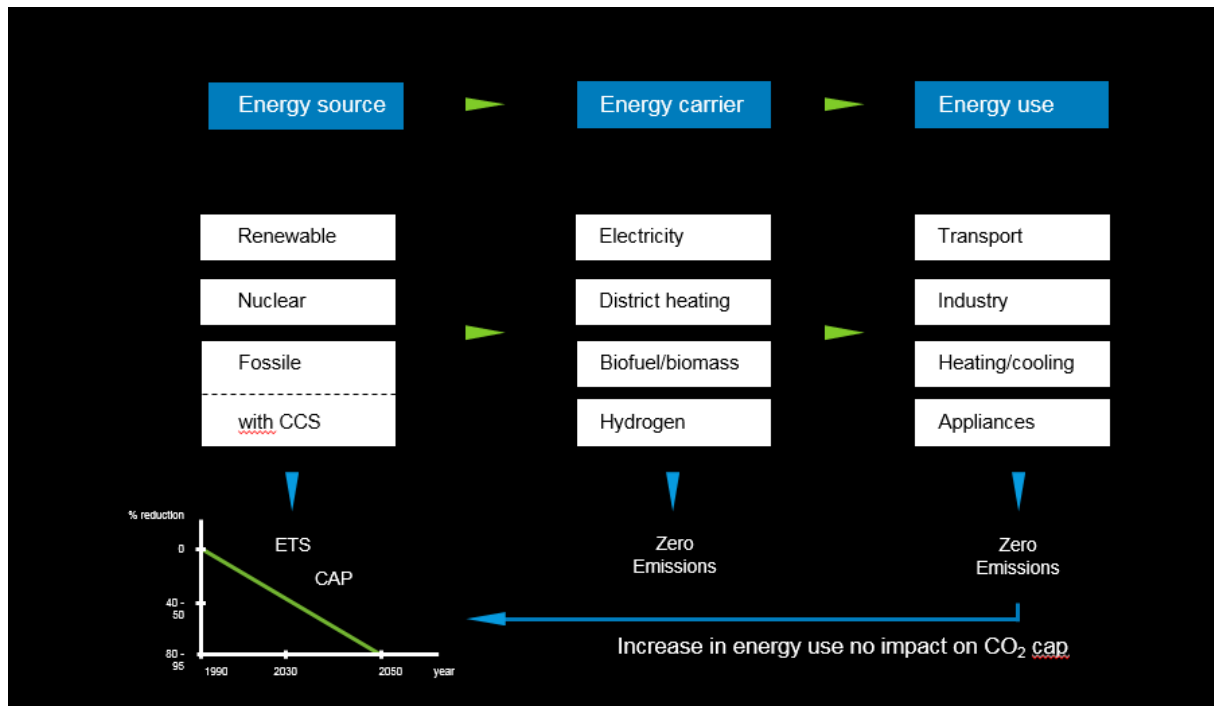 Energy source
Energy carrier
Energy use
Renewable
Electricity
Transport
Nuclear
District heating
Industry
Fossile
Biofuel/biomass
Heating/cooling
with CCS
Hydrogen
Appliances
% reduction
0
40 -
50
80 -
95
1990
2030
2050
year
ETS
CAP
Zero
Emissions
Zero
Emissions
Increase in energy use no impact on CO₂ cap